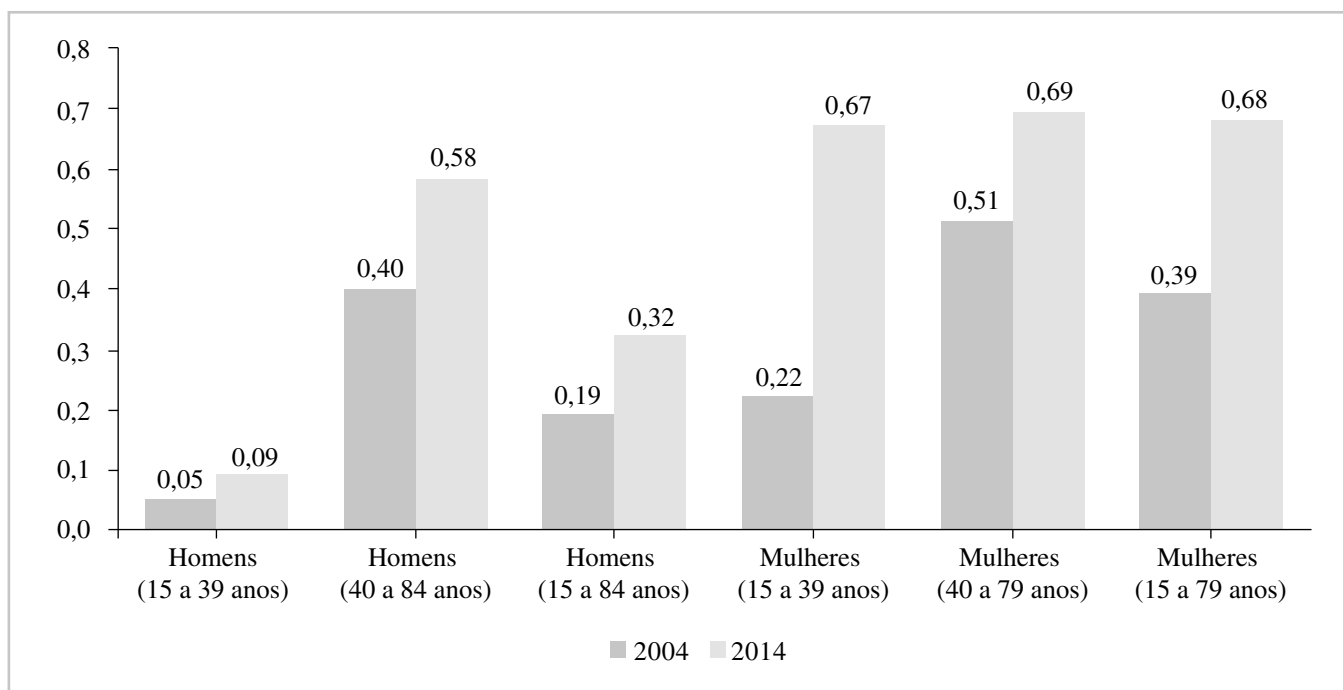 0,8
0,7
0,6
0,5
0,4
0,3
0,2
0,1
0,0
0,05
0,09
0,40
0,58
0,19
0,32
0,22
0,67
0,51
0,69
0,39
0,68
Homens
(15 a 39 anos)
Homens
(40 a 84 anos)
Homens
(15 a 84 anos)
Mulheres
(15 a 39 anos)
Mulheres
(40 a 79 anos)
Mulheres
(15 a 79 anos)
2004 2014